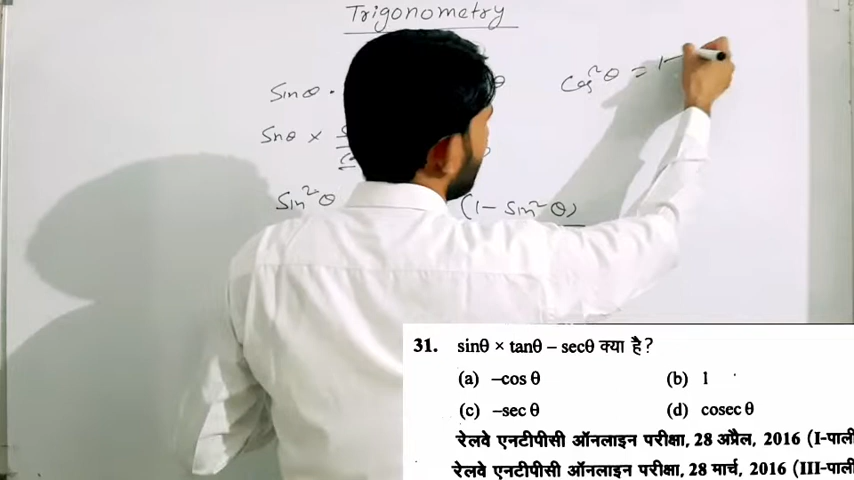 Trigonometry
Sinθ · θ
cos²θ = 1-
Snθ ×
Sin²θ (1- Sin²θ)
31. sinθ × tanθ – secθ क्या है?
(a) –cos θ (b) 1
(c) –sec θ (d) cosec θ
रेलवे एनटीपीसी ऑनलाइन परीक्षा, 28 अप्रैल, 2016 (I-पाली
रेलवे एनटीपीसी ऑनलाइन परीक्षा, 28 मार्च, 2016 (III-पाली